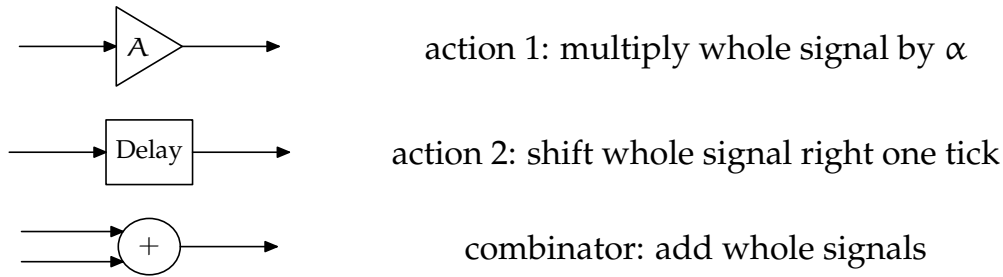 A action 1: multiply whole signal by α
Delay action 2: shift whole signal right one tick
+ combinator: add whole signals